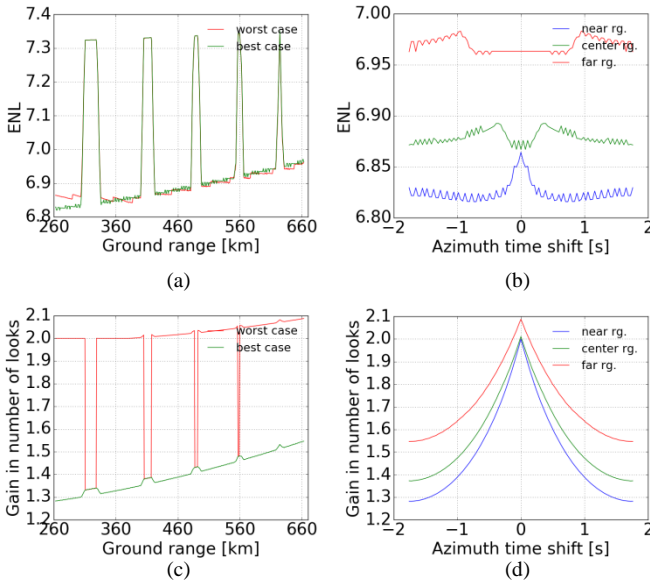 7.4
7.3
7.2
7.1
7.0
6.9
6.8
260 360 460 560 660
ENL
Ground range [km]
worst case
best case
(a)
7.00
6.95
6.90
6.85
6.80
−2 −1 0 1 2
ENL
Azimuth time shift [s]
near rg.
center rg.
far rg.
(b)
2.1
2.0
1.9
1.8
1.7
1.6
1.5
1.4
1.3
1.2
260 360 460 560 660
Gain in number of looks
Ground range [km]
worst case
best case
(c)
2.1
2.0
1.9
1.8
1.7
1.6
1.5
1.4
1.3
1.2
−2 −1 0 1 2
Gain in number of looks
Azimuth time shift [s]
near rg.
center rg.
far rg.
(d)